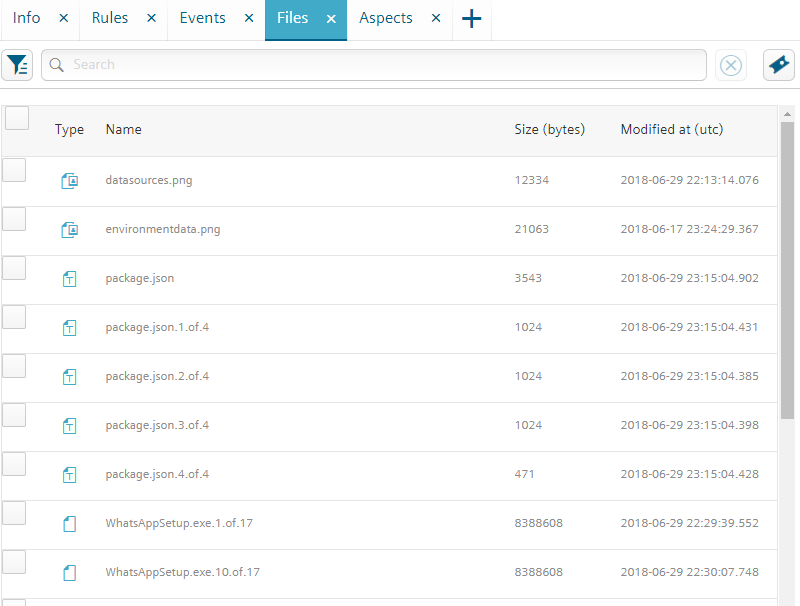 Info × Rules × Events × Files × Aspects × +
Search
Type Name Size (bytes) Modified at (utc)
datasources.png 12334 2018-06-29 22:13:14.076
environmentdata.png 21063 2018-06-17 23:24:29.367
package.json 3543 2018-06-29 23:15:04.902
package.json.1.of.4 1024 2018-06-29 23:15:04.431
package.json.2.of.4 1024 2018-06-29 23:15:04.385
package.json.3.of.4 1024 2018-06-29 23:15:04.398
package.json.4.of.4 471 2018-06-29 23:15:04.428
WhatsAppSetup.exe.1.of.17 8388608 2018-06-29 22:29:39.552
WhatsAppSetup.exe.10.of.17 8388608 2018-06-29 22:30:07.748